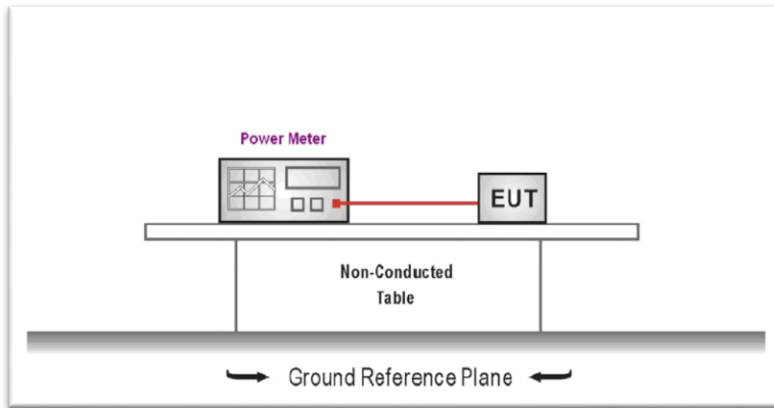 Power Meter
EUT
Non-Conducted
Table
Ground Reference Plane